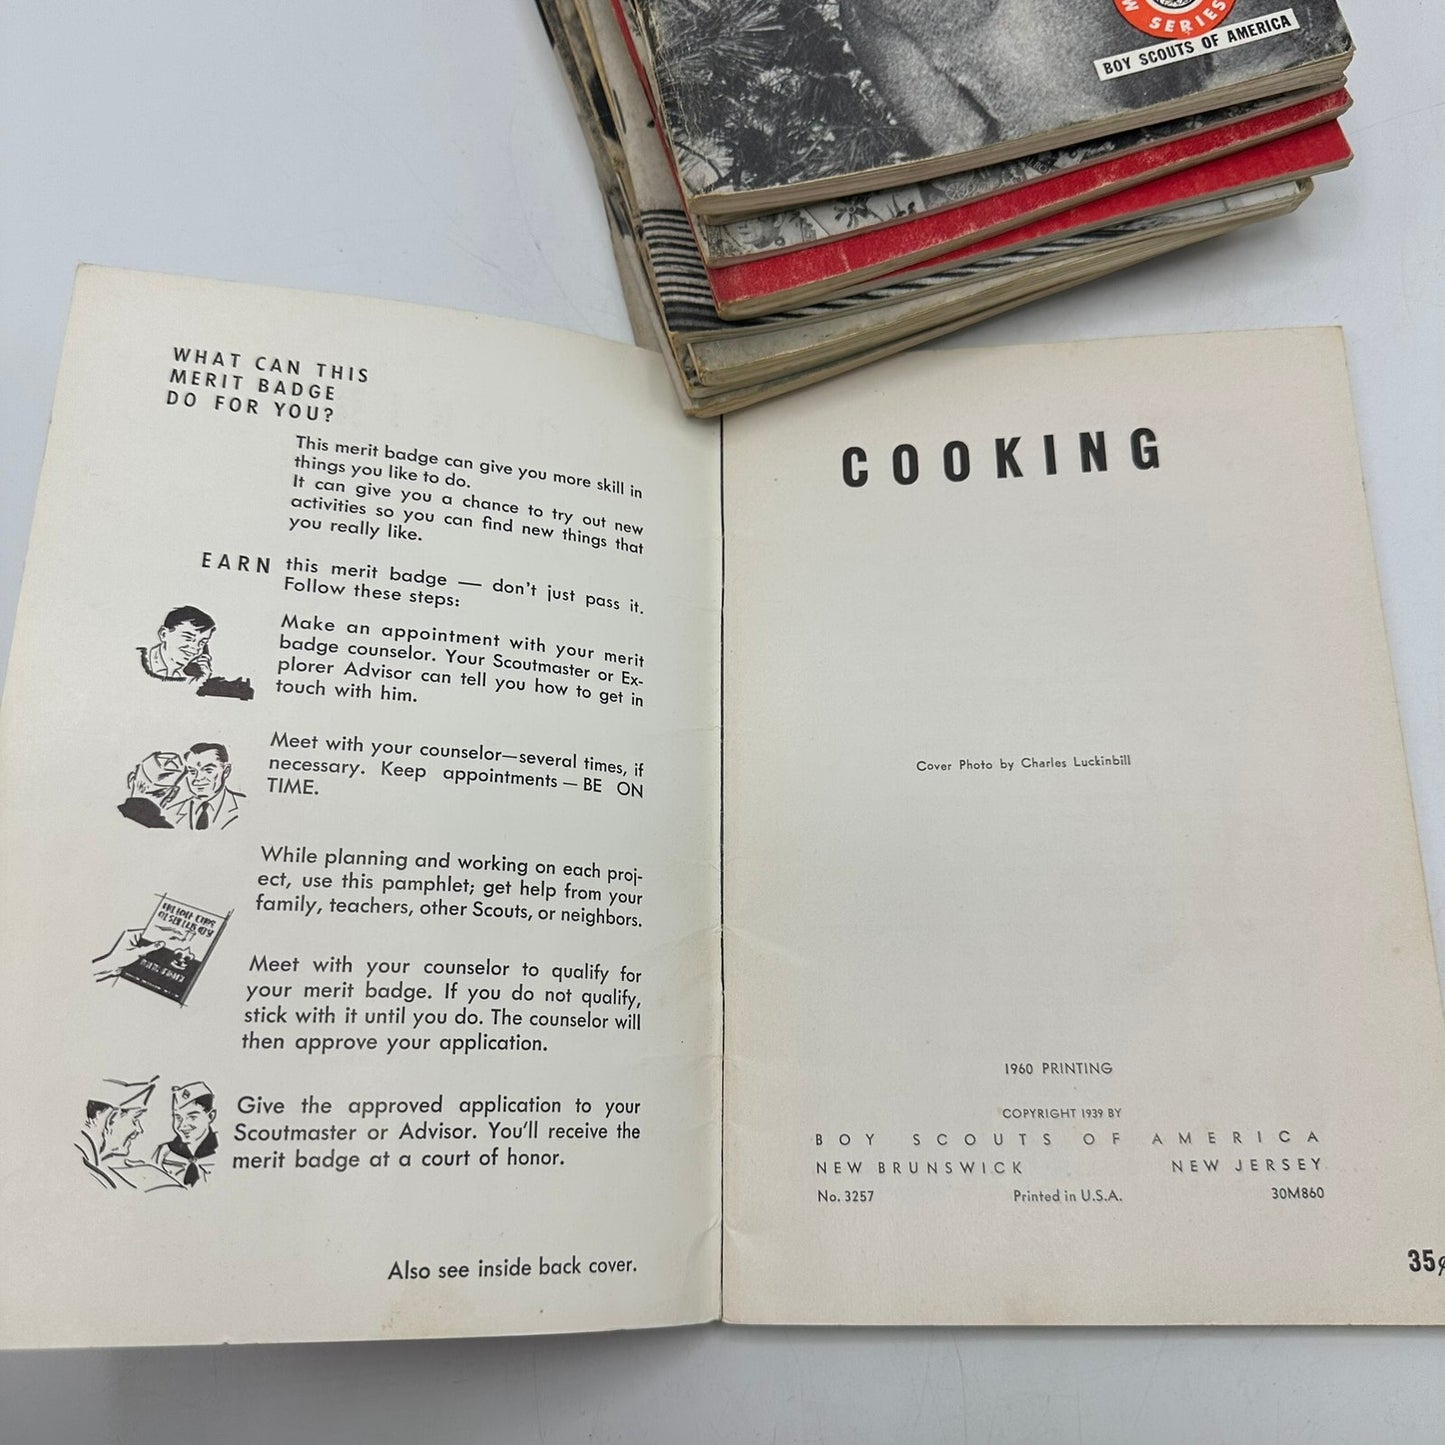 SERIES
BOY SCOUTS OF AMERICA
WHAT CAN THIS
MERIT BADGE
DO FOR YOU?
This merit badge can give you more skill in
things you like to do.
It can give you a chance to try out new
activities so you can find new things that
you really like.
EARN this merit badge — don't just pass it.
Follow these steps:
Make an appointment with your merit
badge counselor. Your Scoutmaster or Ex-
plorer Advisor can tell you how to get in
touch with him.
Meet with your counselor—several times, if
necessary. Keep appointments — BE ON
TIME.
While planning and working on each proj-
ect, use this pamphlet; get help from your
family, teachers, other Scouts, or neighbors.
Meet with your counselor to qualify for
your merit badge. If you do not qualify,
stick with it until you do. The counselor will
then approve your application.
Give the approved application to your
Scoutmaster or Advisor. You'll receive the
merit badge at a court of honor.
Also see inside back cover.
COOKING
Cover Photo by Charles Luckinbill
1960 PRINTING
COPYRIGHT 1939 BY
BOY SCOUTS OF AMERICA
NEW BRUNSWICK NEW JERSEY
No. 3257 Printed in U.S.A. 30M860
35¢